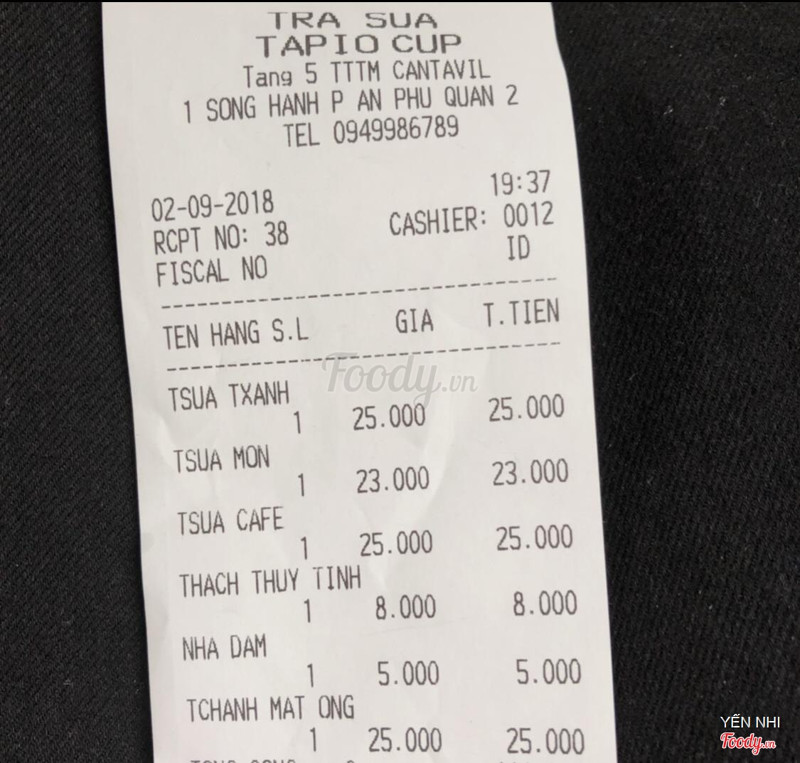 TRA SUA
TAPIO CUP
Tang 5 TTTM CANTAVIL
1 SONG HANH P AN PHU QUAN 2
TEL 0949986789
19:37
02-09-2018
CASHIER: 0012
RCPT NO: 38
ID
FISCAL NO
TEN HANG S.L GIA T.TIEN
Foody.vn
TSUA TXANH
1 25.000 25.000
TSUA MON
1 23.000 23.000
TSUA CAFE
1 25.000 25.000
THACH THUY TINH
1 8.000 8.000
NHA DAM
1 5.000 5.000
TCHANH MAT ONG
1 25.000 25.000
YẾN NHI
Foody.vn